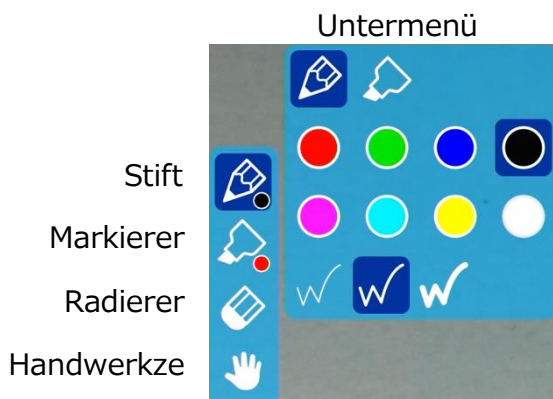 Untermenü
Stift
Markierer
Radierer
Handwerkze